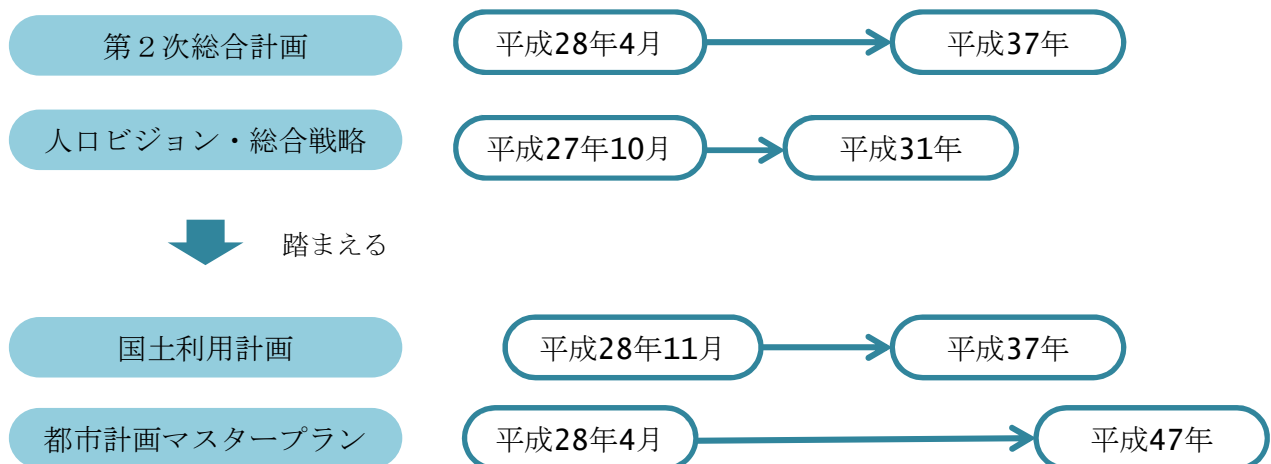 第２次総合計画 平成28年4月 平成37年
人口ビジョン・総合戦略 平成27年10月 平成31年
踏まえる
国土利用計画 平成28年11月 平成37年
都市計画マスタープラン 平成28年4月 平成47年